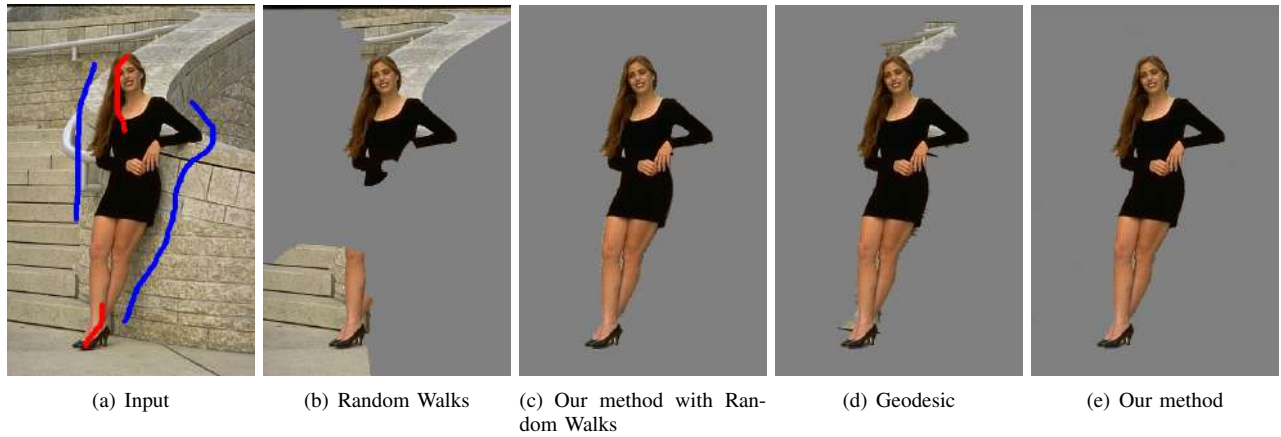 (a) Input
(b) Random Walks
(c) Our method with Ran-
dom Walks
(d) Geodesic
(e) Our method